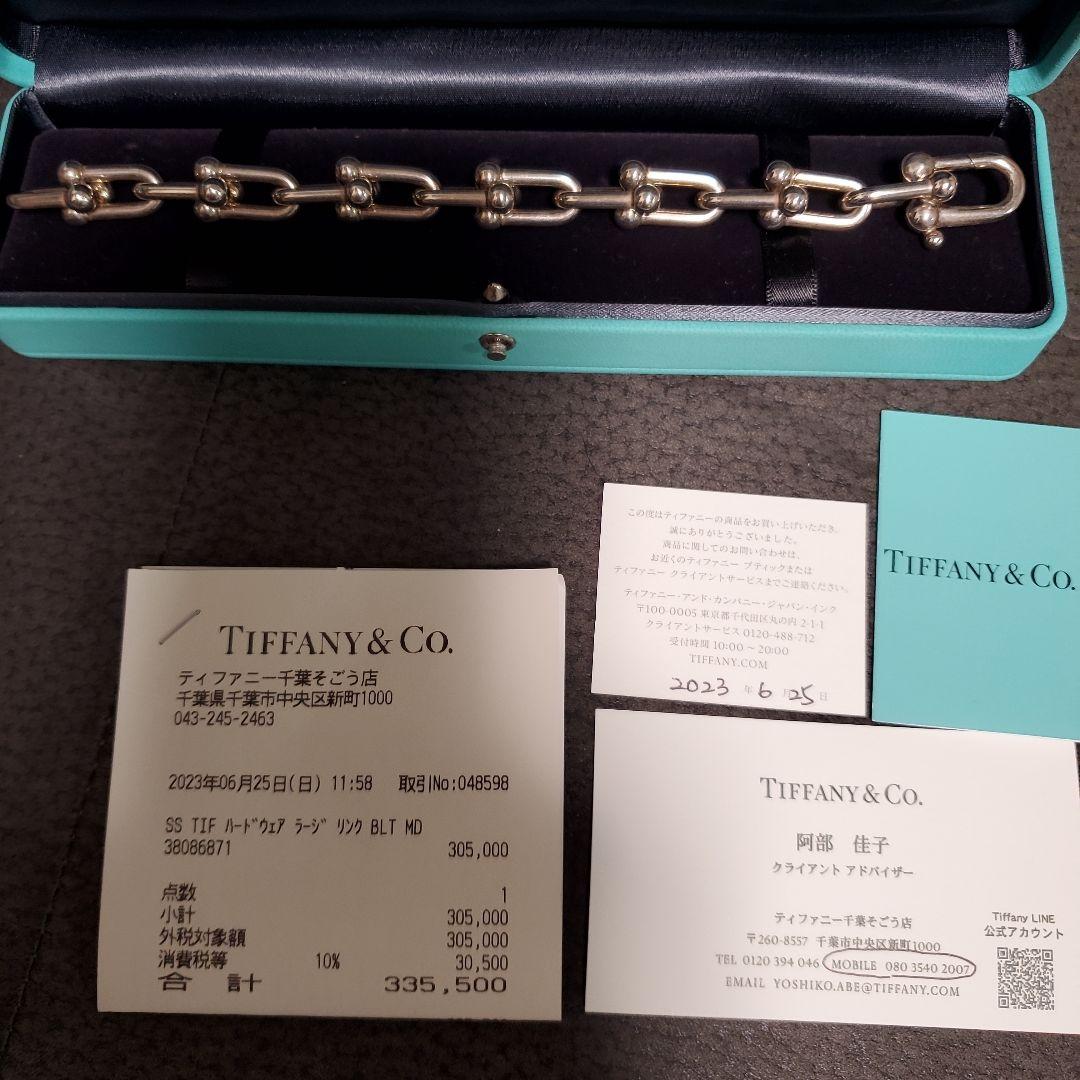 この度はティファニーの商品をお買い上げいただき、
誠にありがとうございました。
商品に関してのお問い合わせは、
お近くのティファニー ブティックまたは
ティファニー クライアントサービスまでご連絡ください。
ティファニー・アンド・カンパニー・ジャパン・インク
〒100-0005 東京都千代田区丸の内 2-1-1
クライアントサービス 0120-488-712
受付時間 10:00～20:00
TIFFANY.COM
2023 年 6 月 25 日
TIFFANY & CO.
TIFFANY & CO.
ティファニー千葉そごう店
千葉県千葉市中央区新町1000
043-245-2463
2023年06月25日(日) 11:58 取引No:048598
SS TIF ﾊｰﾄﾞｳｪｱ ﾗｰｼﾞ ﾘﾝｸ BLT MD
38086871 305,000
点数 1
小計 305,000
外税対象額 305,000
消費税等 10% 30,500
合計 335,500
TIFFANY & CO.
阿部 佳子
クライアント アドバイザー
ティファニー千葉そごう店
〒260-8557 千葉市中央区新町1000
TEL 0120 394 046 MOBILE 080 3540 2007
EMAIL YOSHIKO.ABE@TIFFANY.COM
Tiffany LINE
公式アカウント